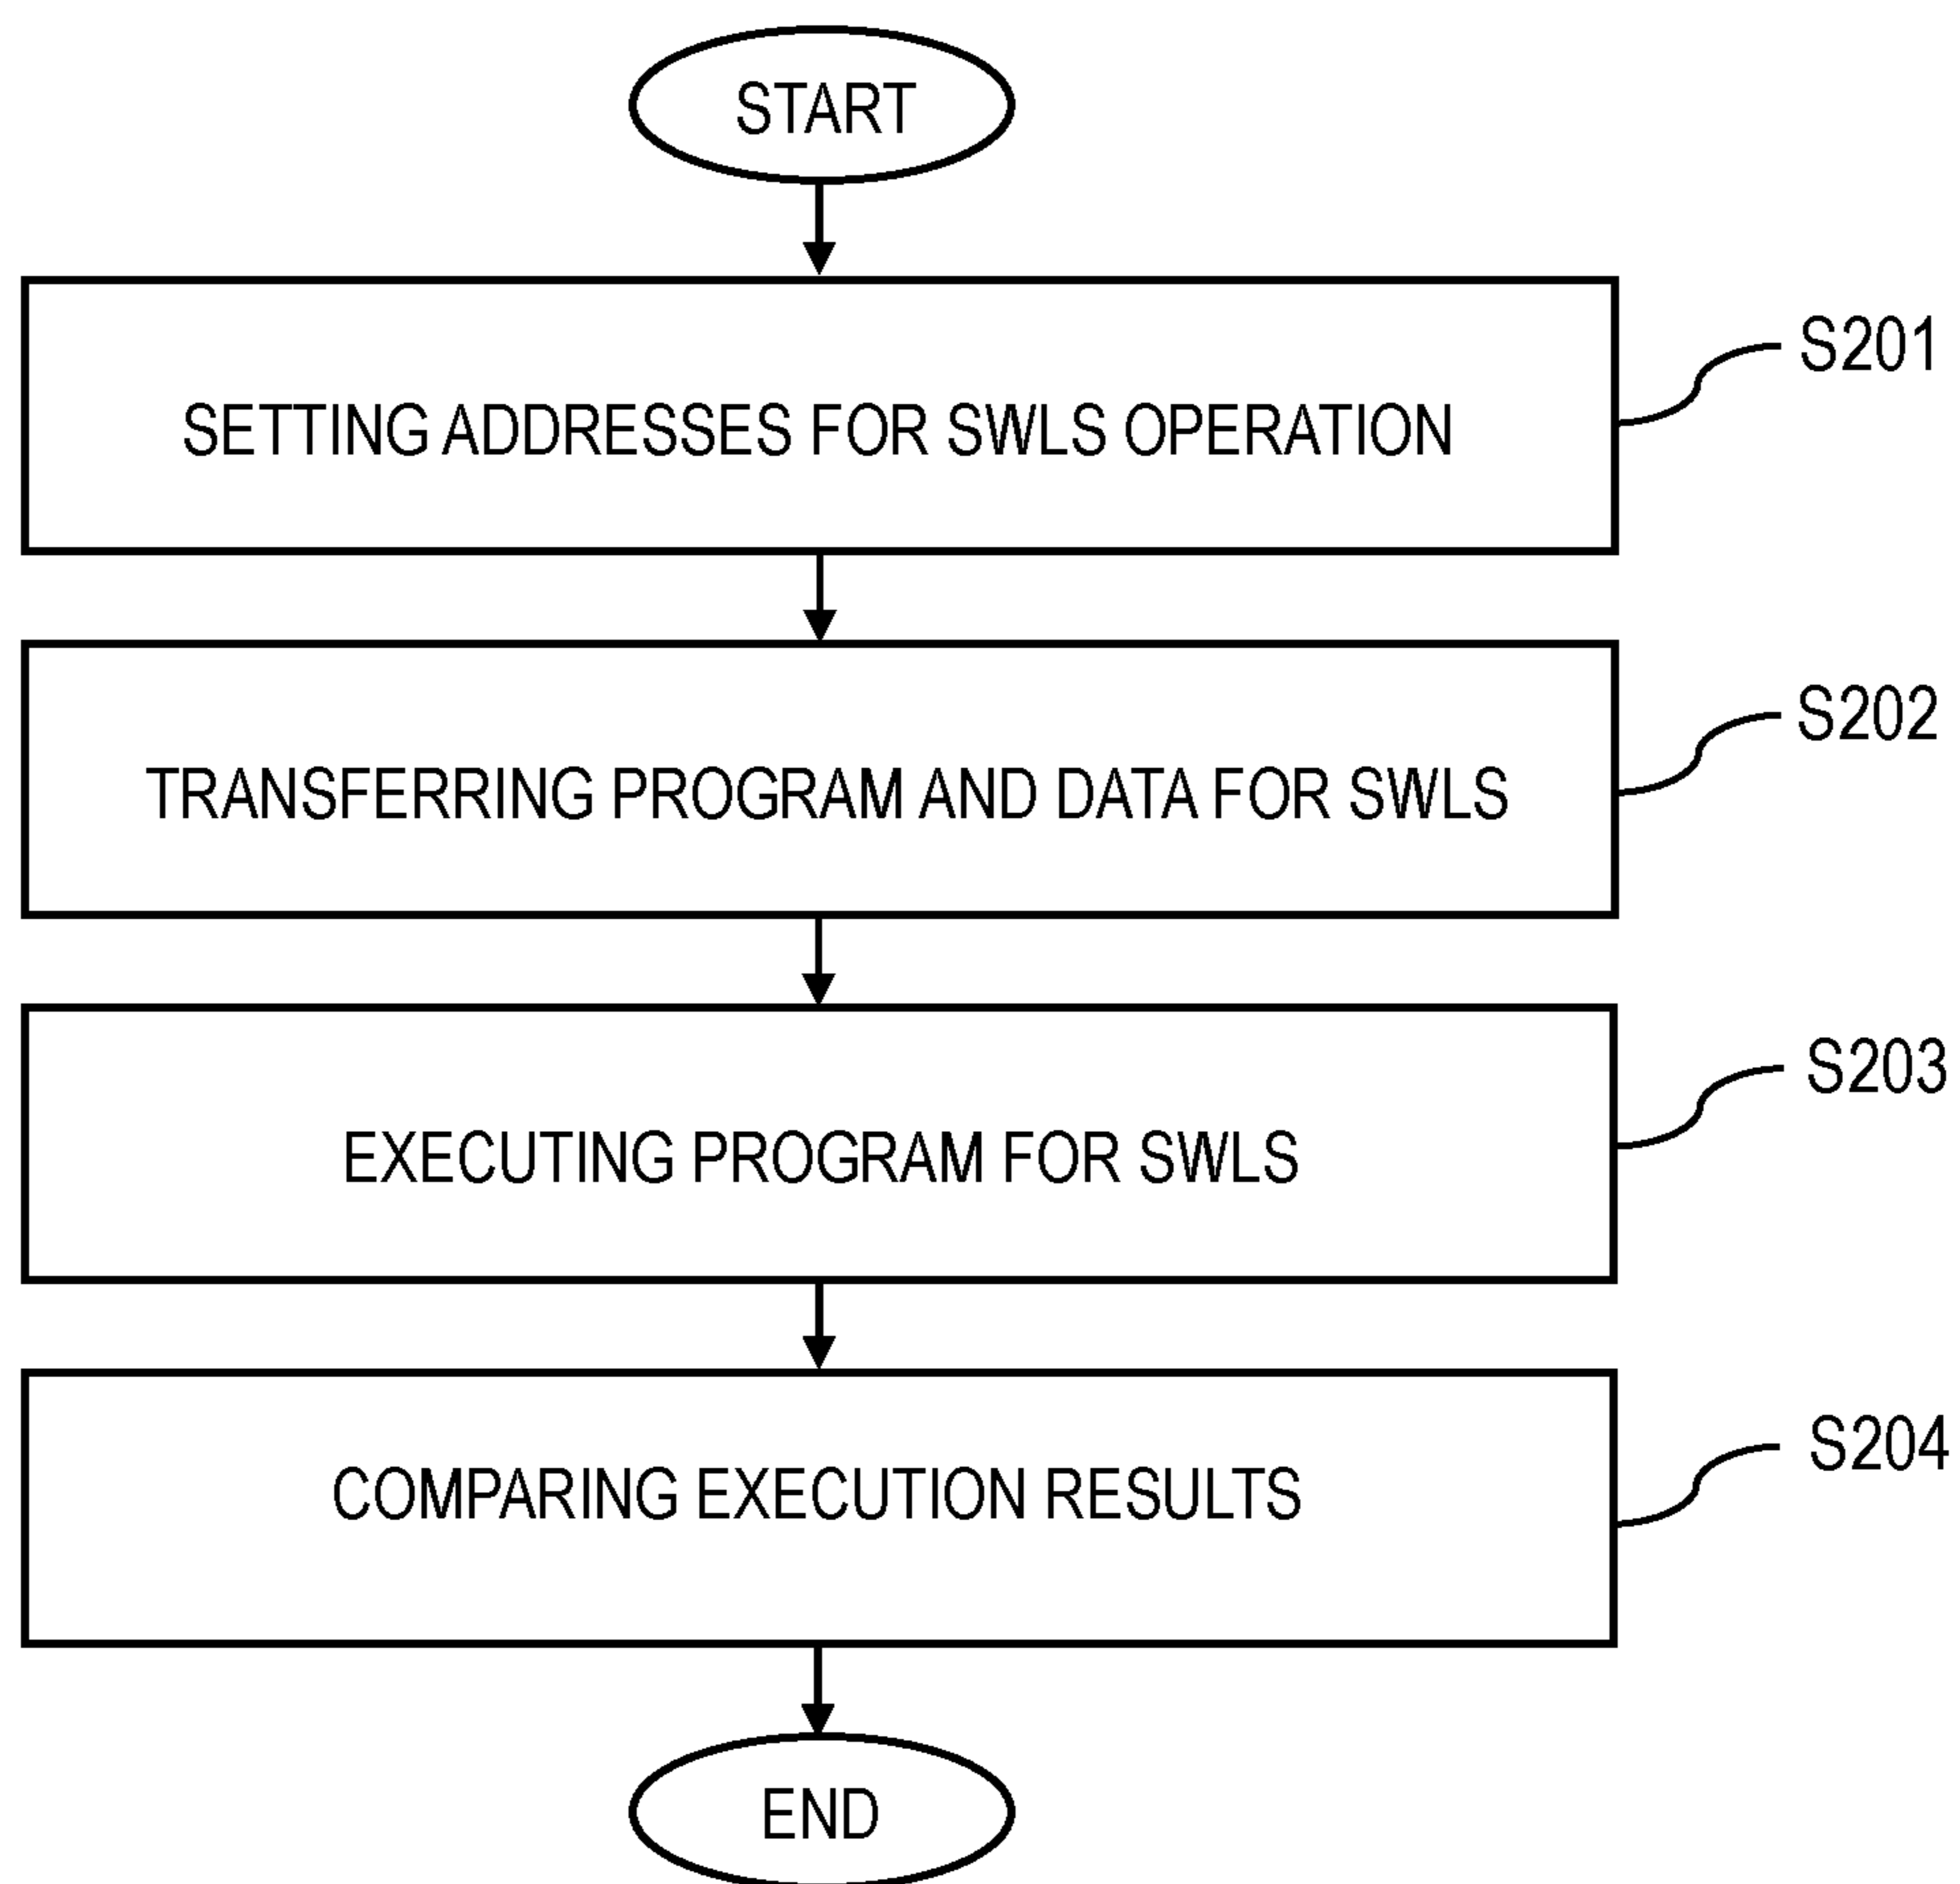 START
SETTING ADDRESSES FOR SWLS OPERATION
S201
TRANSFERRING PROGRAM AND DATA FOR SWLS
S202
EXECUTING PROGRAM FOR SWLS
S203
COMPARING EXECUTION RESULTS
S204
END